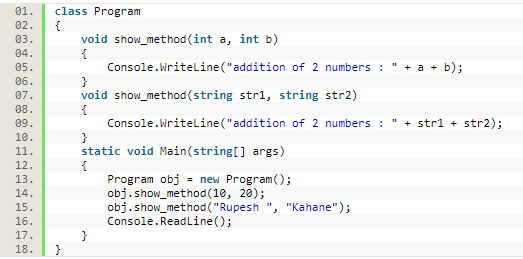 01. class Program
02. {
03.     void show_method(int a, int b)
04.     {
05.         Console.WriteLine("addition of 2 numbers : " + a + b);
06.     }
07.     void show_method(string str1, string str2)
08.     {
09.         Console.WriteLine("addition of 2 numbers : " + str1 + str2);
10.     }
11.     static void Main(string[] args)
12.     {
13.         Program obj = new Program();
14.         obj.show_method(10, 20);
15.         obj.show_method("Rupesh ", "Kahane");
16.         Console.ReadLine();
17.     }
18. }